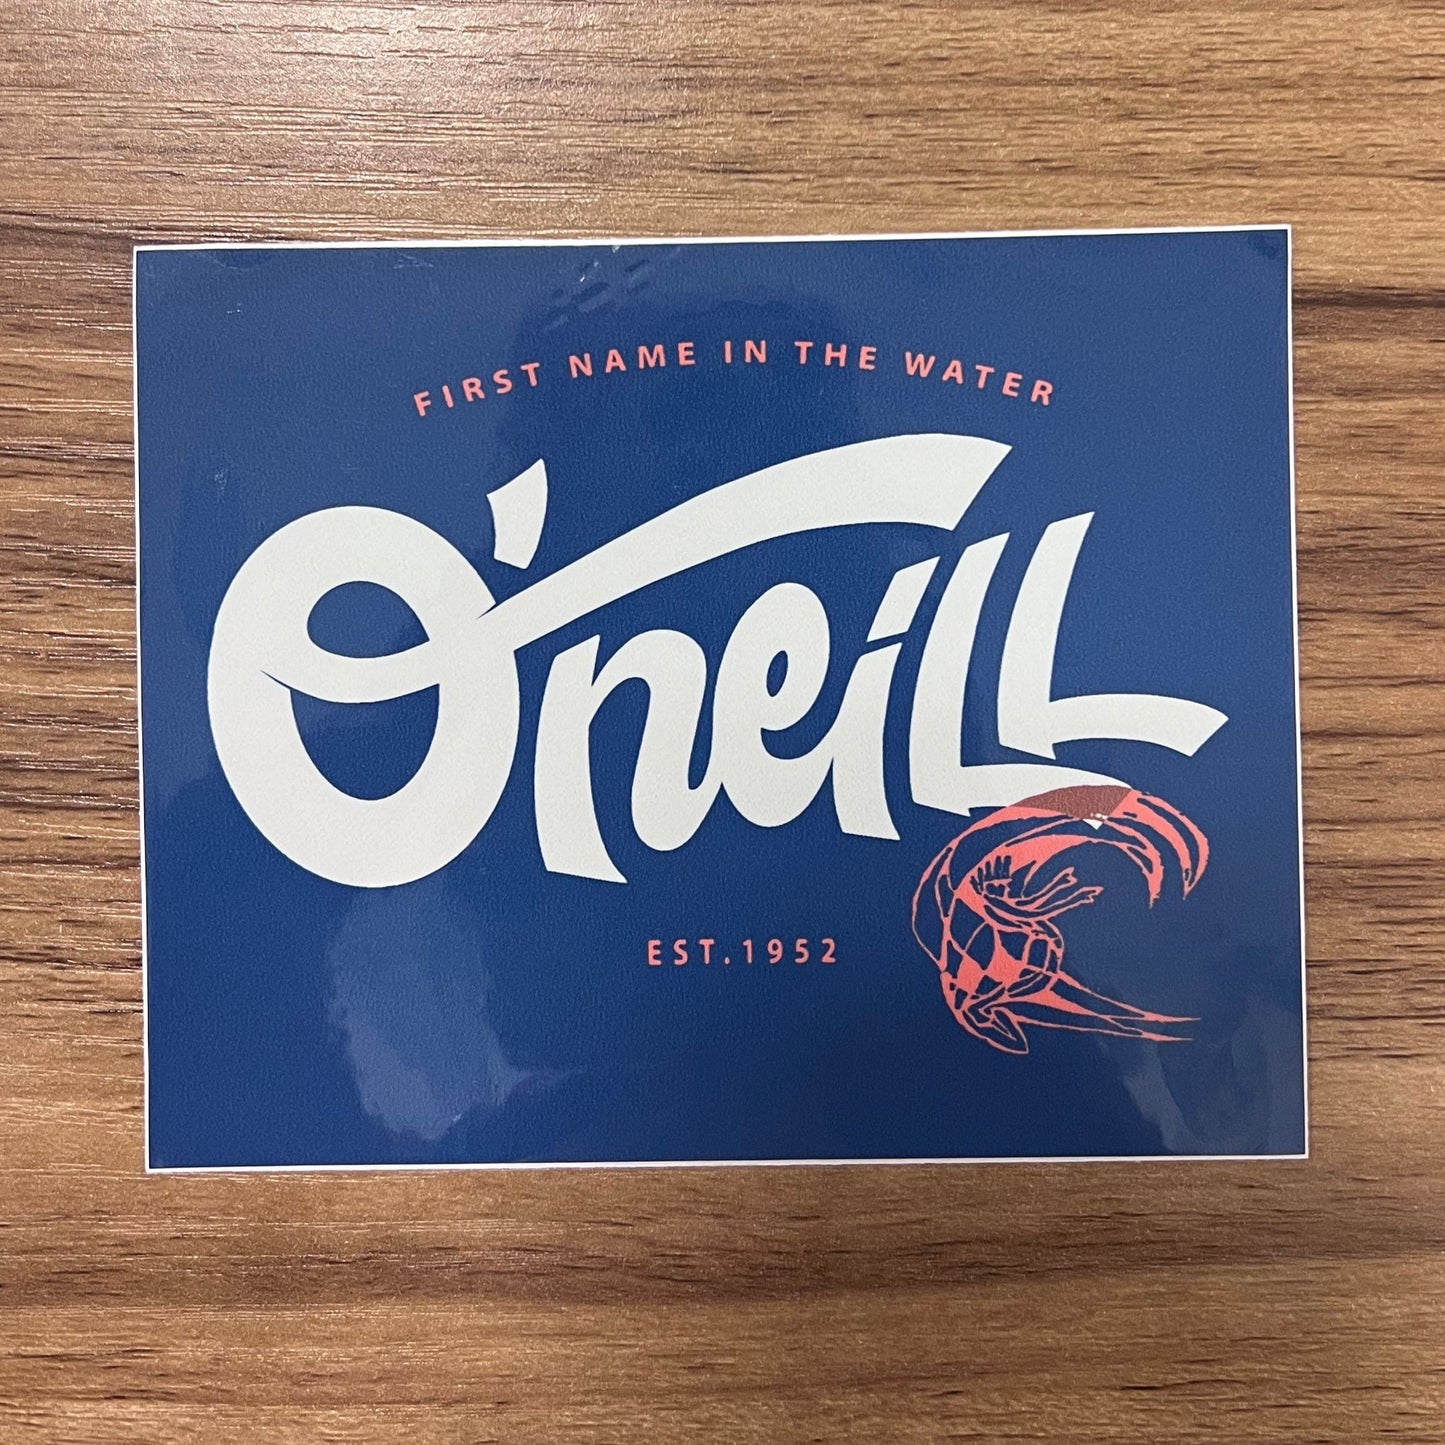 FIRST NAME IN THE WATER
O'neill
EST.1952